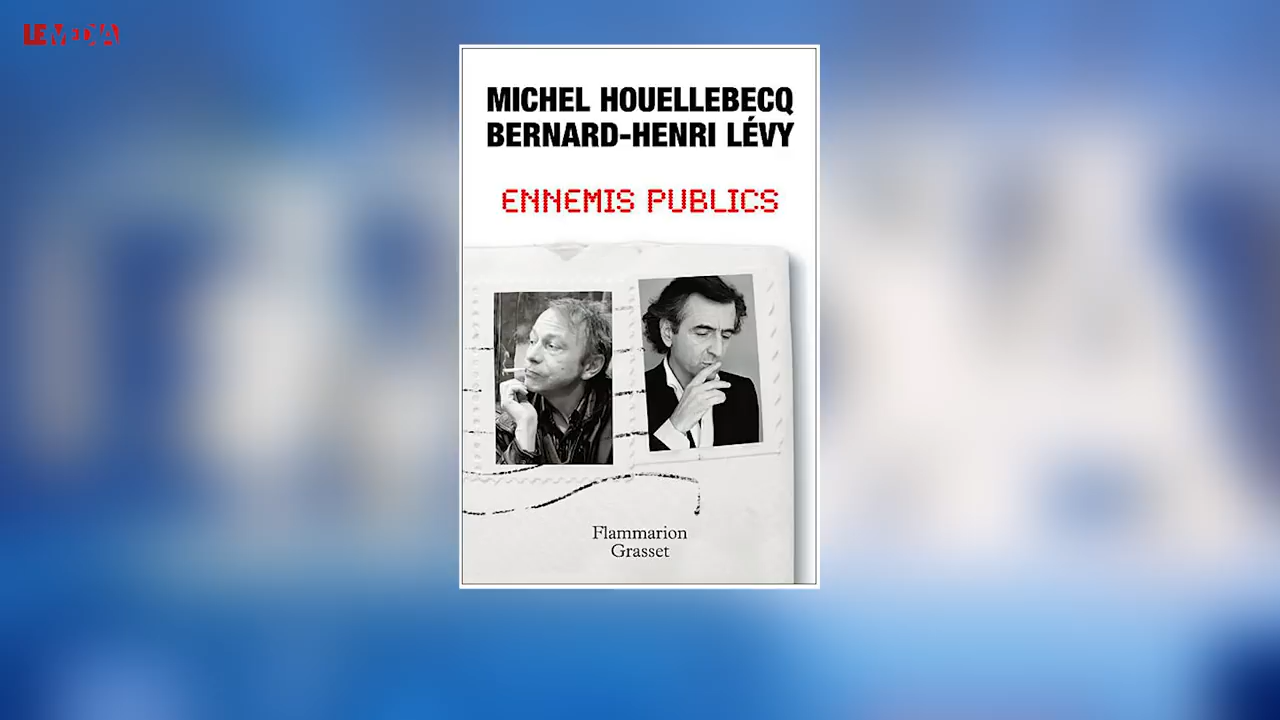 LE MEDIA
MICHEL HOUELLEBECQ
BERNARD-HENRI LÉVY
ENNEMIS PUBLICS
Flammarion
Grasset